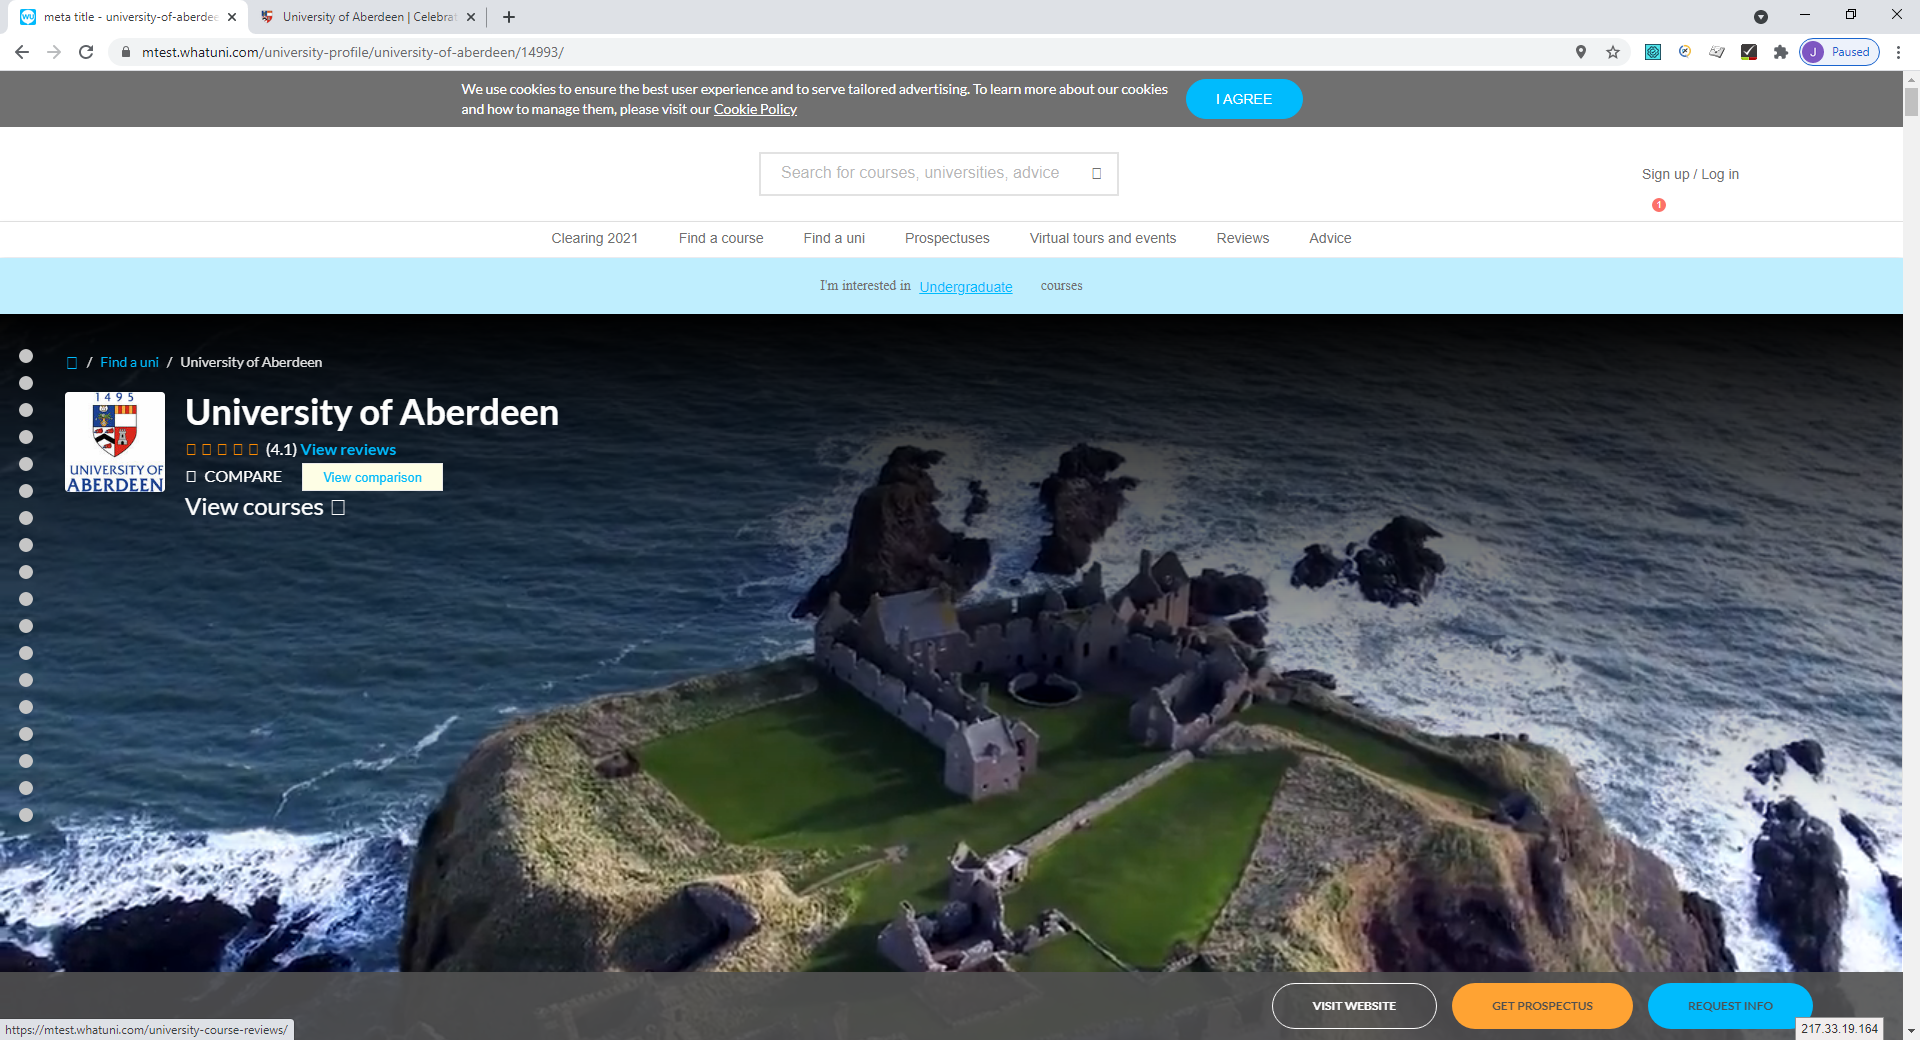 meta title - university-of-aberdee
University of Aberdeen | Celebrat
mtest.whatuni.com/university-profile/university-of-aberdeen/14993/
J Paused
We use cookies to ensure the best user experience and to serve tailored advertising. To learn more about our cookies
and how to manage them, please visit our Cookie Policy
I AGREE
Search for courses, universities, advice
Sign up / Log in
1
Clearing 2021 Find a course Find a uni Prospectuses Virtual tours and events Reviews Advice
I'm interested in Undergraduate courses
/ Find a uni / University of Aberdeen
1495
UNIVERSITY OF
ABERDEEN
University of Aberdeen
(4.1) View reviews
COMPARE View comparison
View courses
VISIT WEBSITE GET PROSPECTUS REQUEST INFO
https://mtest.whatuni.com/university-course-reviews/
217.33.19.164